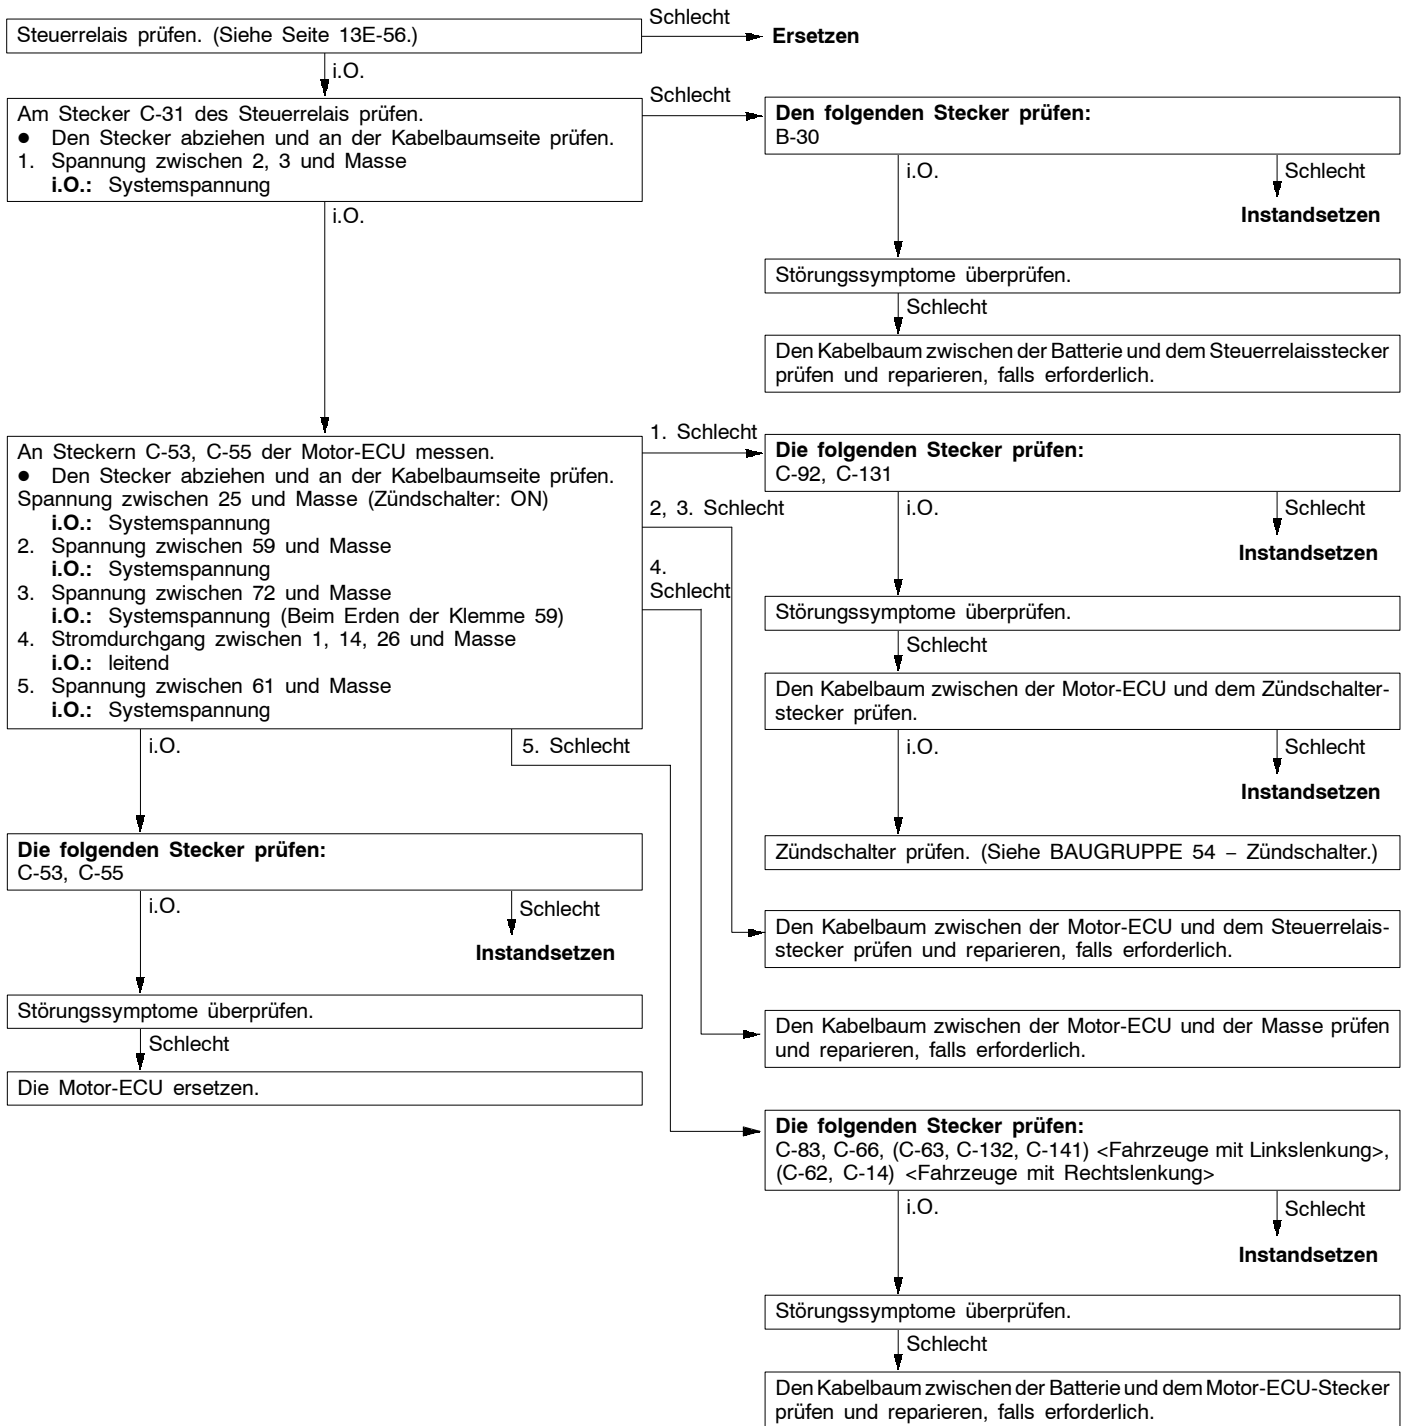 Steuerrelais prüfen. (Siehe Seite 13E-56.)
Schlecht
Ersetzen
i.O.
Am Stecker C-31 des Steuerrelais prüfen.
● Den Stecker abziehen und an der Kabelbaumseite prüfen.
1. Spannung zwischen 2, 3 und Masse
i.O.: Systemspannung
Schlecht
Den folgenden Stecker prüfen:
B-30
i.O.
Schlecht
Instandsetzen
i.O.
Störungssymptome überprüfen.
Schlecht
Den Kabelbaum zwischen der Batterie und dem Steuerrelaisstecker
prüfen und reparieren, falls erforderlich.
An Steckern C-53, C-55 der Motor-ECU messen.
● Den Stecker abziehen und an der Kabelbaumseite prüfen.
Spannung zwischen 25 und Masse (Zündschalter: ON)
i.O.: Systemspannung
2. Spannung zwischen 59 und Masse
i.O.: Systemspannung
3. Spannung zwischen 72 und Masse
i.O.: Systemspannung (Beim Erden der Klemme 59)
4. Stromdurchgang zwischen 1, 14, 26 und Masse
i.O.: leitend
5. Spannung zwischen 61 und Masse
i.O.: Systemspannung
1. Schlecht
2, 3. Schlecht
4.
Schlecht
Die folgenden Stecker prüfen:
C-92, C-131
i.O.
Schlecht
Instandsetzen
Störungssymptome überprüfen.
Schlecht
Den Kabelbaum zwischen der Motor-ECU und dem Zündschalter-
stecker prüfen.
i.O.
Schlecht
Instandsetzen
Zündschalter prüfen. (Siehe BAUGRUPPE 54 – Zündschalter.)
i.O.
5. Schlecht
Die folgenden Stecker prüfen:
C-53, C-55
i.O.
Schlecht
Instandsetzen
Störungssymptome überprüfen.
Schlecht
Die Motor-ECU ersetzen.
Den Kabelbaum zwischen der Motor-ECU und dem Steuerrelais-
stecker prüfen und reparieren, falls erforderlich.
Den Kabelbaum zwischen der Motor-ECU und der Masse prüfen
und reparieren, falls erforderlich.
Die folgenden Stecker prüfen:
C-83, C-66, (C-63, C-132, C-141) <Fahrzeuge mit Linkslenkung>,
(C-62, C-14) <Fahrzeuge mit Rechtslenkung>
i.O.
Schlecht
Instandsetzen
Störungssymptome überprüfen.
Schlecht
Den Kabelbaum zwischen der Batterie und dem Motor-ECU-Stecker
prüfen und reparieren, falls erforderlich.